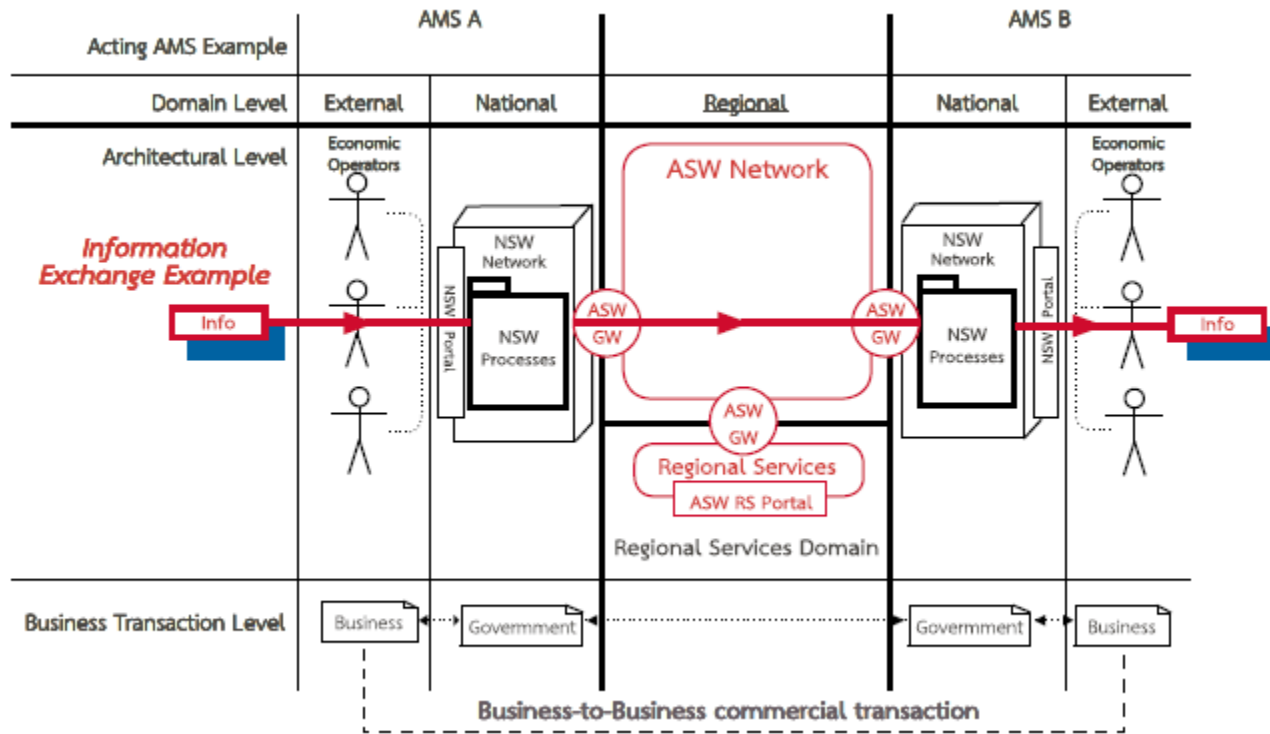 AMS A
AMS B
Acting AMS Example
Domain Level
External
National
Regional
National
External
Architectural Level
Economic
Operators
ASW Network
Economic
Operators
Information
Exchange Example
NSW
Network
NSW
Network
Info
NSW Portal
NSW
Processes
ASW
GW
ASW
GW
NSW
Processes
NSW Portal
Info
ASW
GW
Regional Services
ASW RS Portal
Regional Services Domain
Business Transaction Level
Business
Governmment
Governmment
Business
Business-to-Business commercial transaction